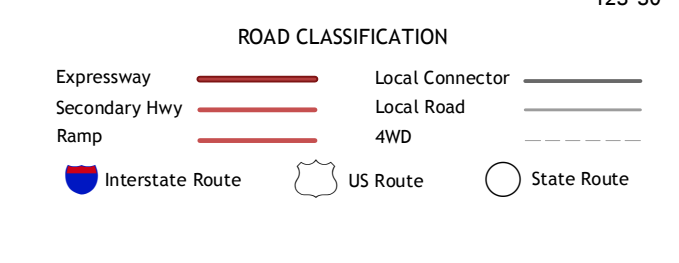 ROAD CLASSIFICATION
Expressway
Secondary Hwy
Ramp
Local Connector
Local Road
4WD
Interstate Route
US Route
State Route